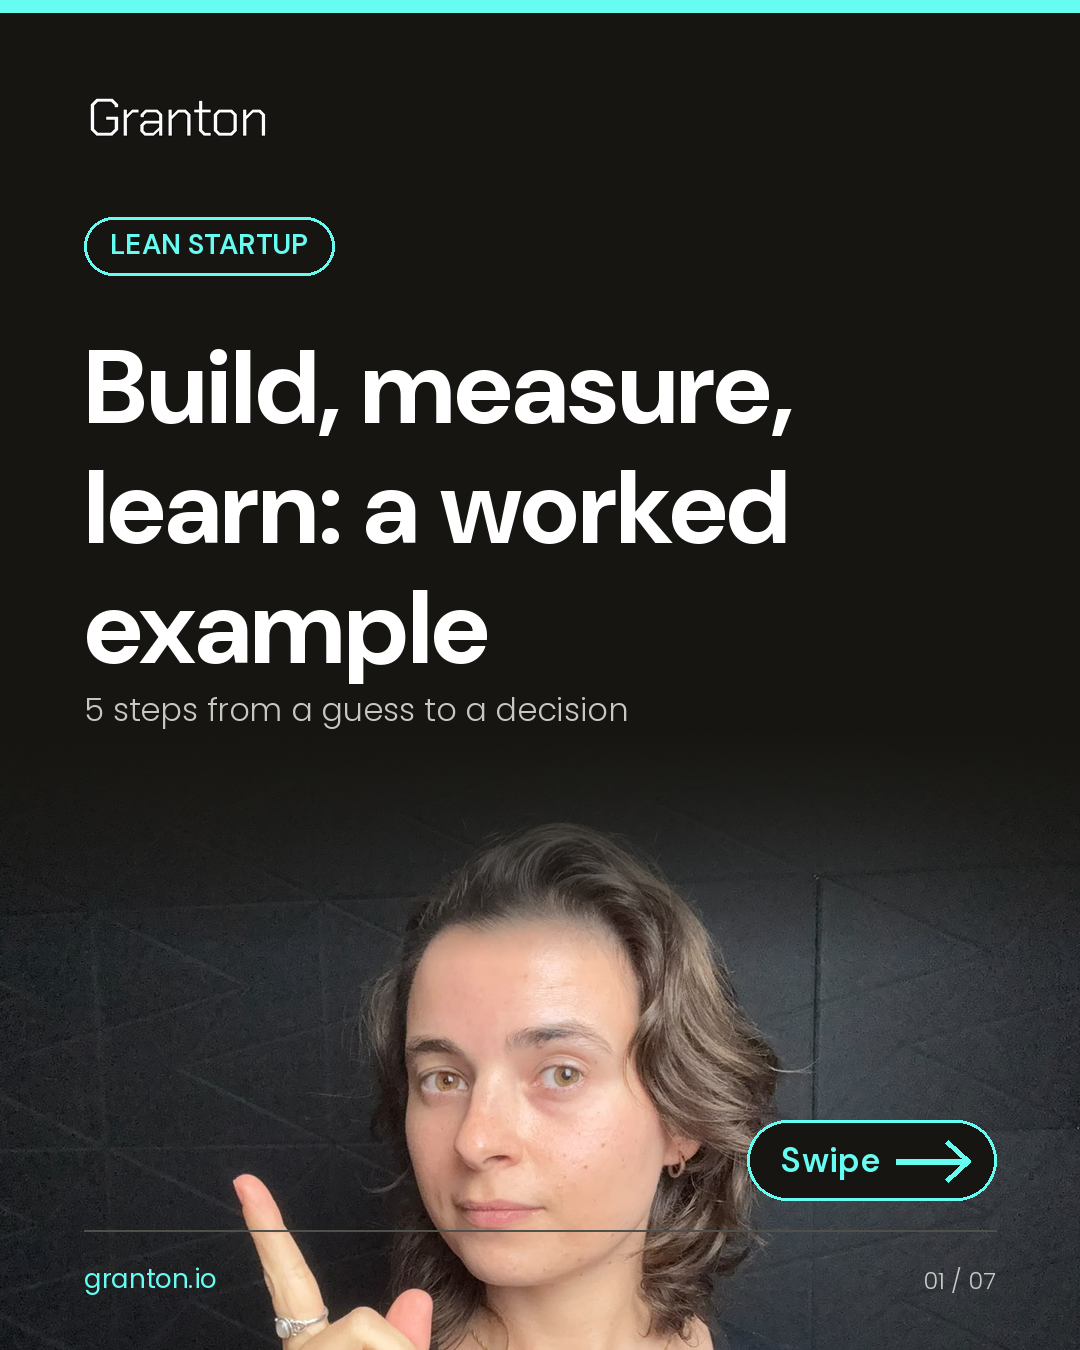 Granton
LEAN STARTUP
Build, measure,
learn: a worked
example
5 steps from a guess to a decision
Swipe
granton.io
01 / 07